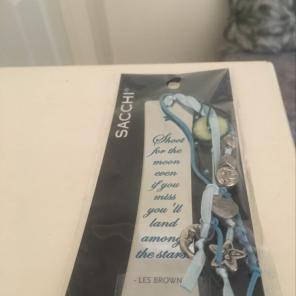 SACCHI®
Shoot
for the
moon
even
if you
miss
you 'll
land
among
the stars.
- LES BROWN